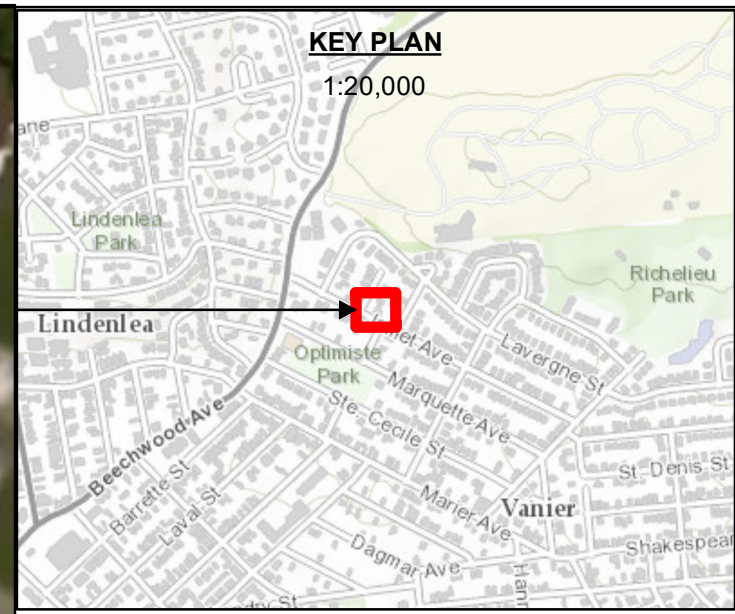 KEY PLAN
1:20,000
Lindenlea
Park
Richelieu
Park
Lindenlea
Optimiste
Park
Lavergne St
Marquette Ave
Ste-Cecile St
Beechwood Ave
Barrette St
Laval St
St-Denis St
Marier Ave
Vanier
Dagmar Ave